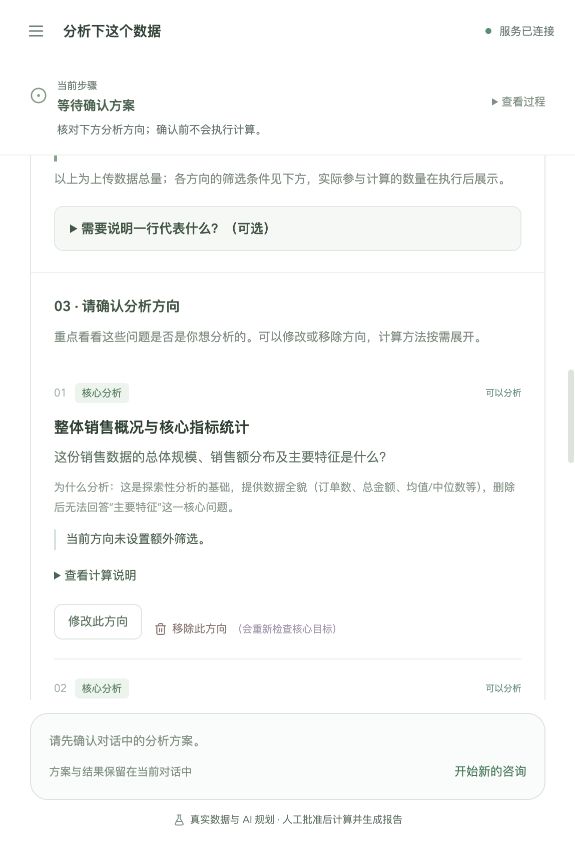 分析下这个数据
服务已连接
当前步骤
等待确认方案
核对下方分析方向；确认前不会执行计算。
查看过程
以上为上传数据总量；各方向的筛选条件见下方，实际参与计算的数量在执行后展示。
需要说明一行代表什么？（可选）
03 · 请确认分析方向
重点看看这些问题是否是你想分析的。可以修改或移除方向，计算方法按需展开。
01 核心分析 可以分析
整体销售概况与核心指标统计
这份销售数据的总体规模、销售额分布及主要特征是什么?
为什么分析：这是探索性分析的基础，提供数据全貌（订单数、总金额、均值/中位数等），删除
后无法回答“主要特征”这一核心问题。
当前方向未设置额外筛选。
查看计算说明
修改此方向 移除此方向 （会重新检查核心目标）
02 核心分析 可以分析
请先确认对话中的分析方案。
方案与结果保留在当前对话中 开始新的咨询
真实数据与 AI 规划 · 人工批准后计算并生成报告